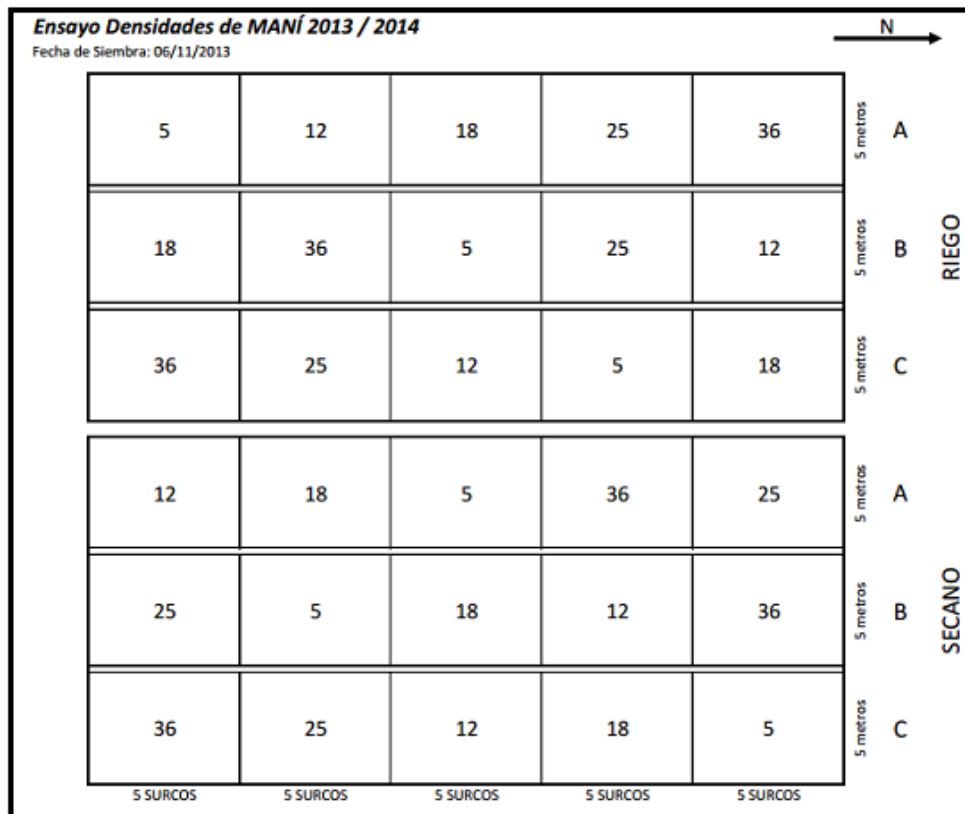 Ensayo Densidades de MANÍ 2013 / 2014
N
Fecha de Siembra: 06/11/2013
5 12 18 25 36 5 metros A
18 36 5 25 12 5 metros B
36 25 12 5 18 5 metros C
RIEGO
12 18 5 36 25 5 metros A
25 5 18 12 36 5 metros B
36 25 12 18 5 5 metros C
SECANO
5 SURCOS 5 SURCOS 5 SURCOS 5 SURCOS 5 SURCOS